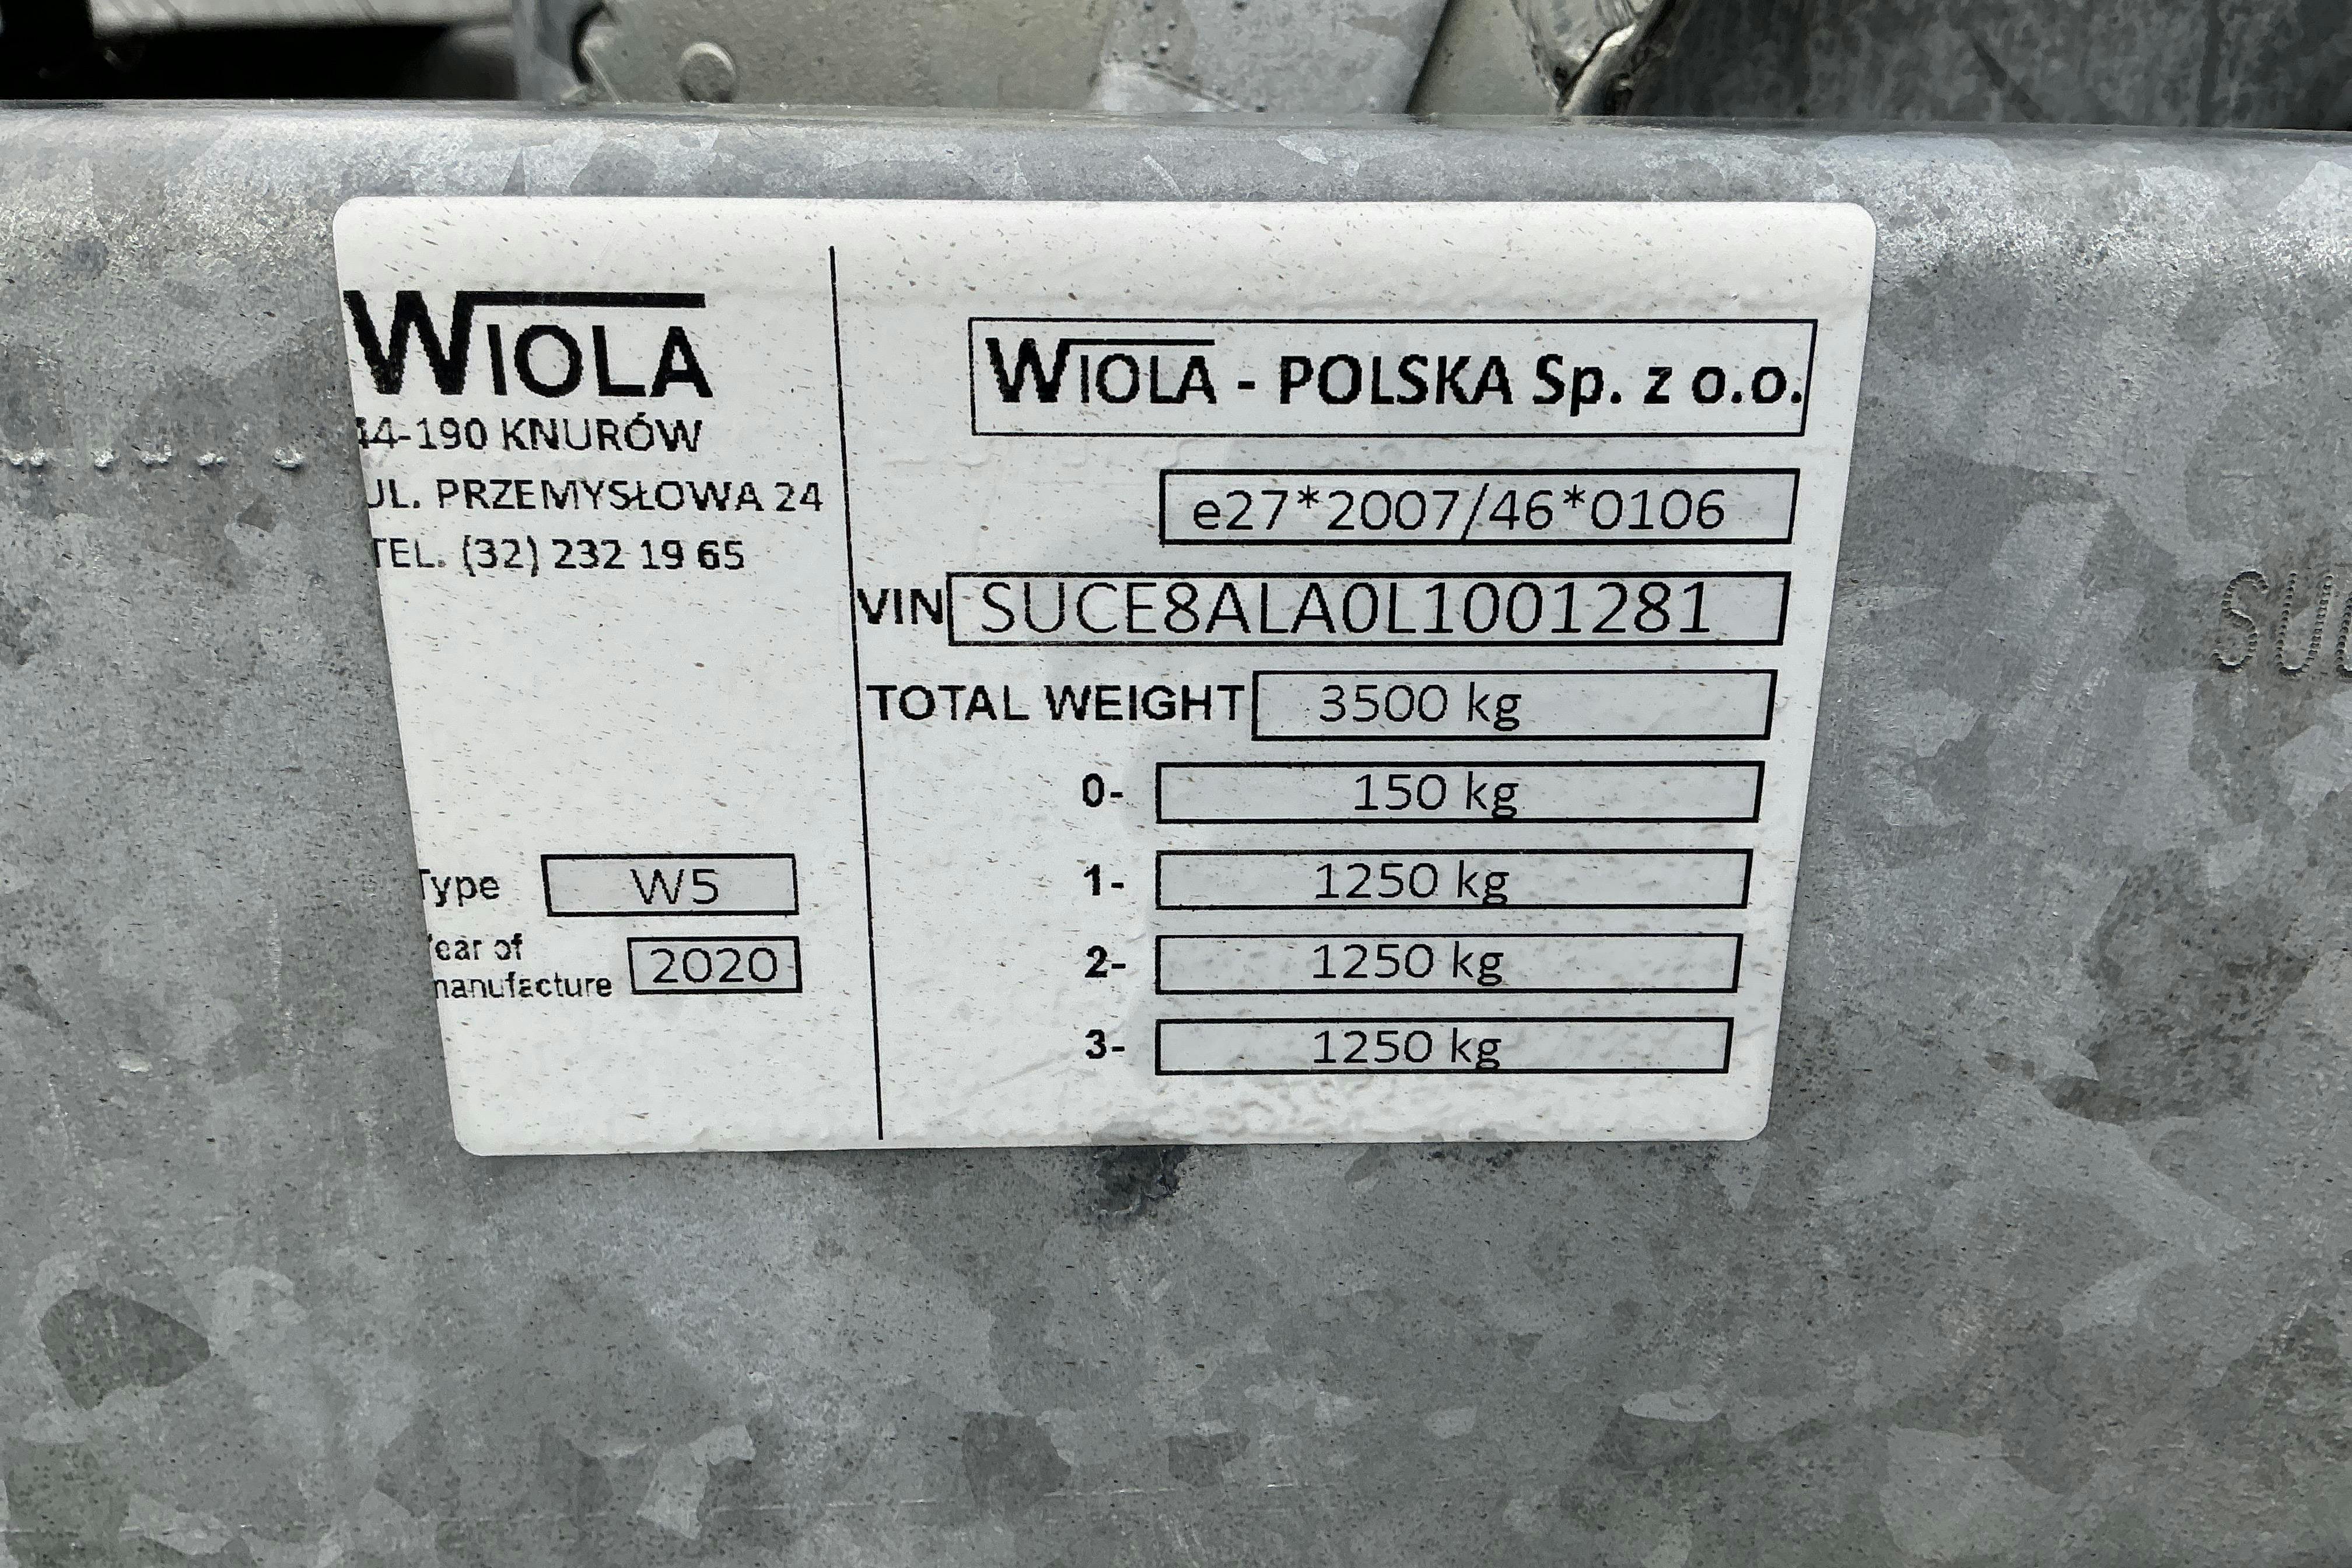 WIOLA
44-190 KNURÓW
UL. PRZEMYSŁOWA 24
TEL. (32) 232 19 65
Type W5
Year of
manufacture 2020
WIOLA - POLSKA Sp. z o.o.
e27*2007/46*0106
VIN SUCE8ALA0L1001281
TOTAL WEIGHT 3500 kg
0- 150 kg
1- 1250 kg
2- 1250 kg
3- 1250 kg
SU